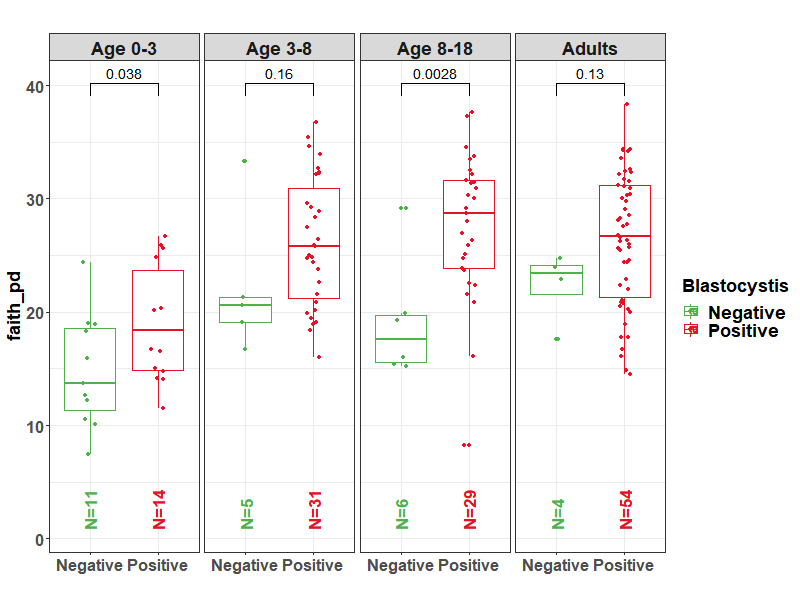 Age 0-3 Age 3-8 Age 8-18 Adults
0.038 0.16 0.0028 0.13
40
30
20
10
0
faith_pd
N=11 N=14 N=5 N=31 N=6 N=29 N=4 N=54
Negative Positive Negative Positive Negative Positive Negative Positive
Blastocystis
Negative
Positive